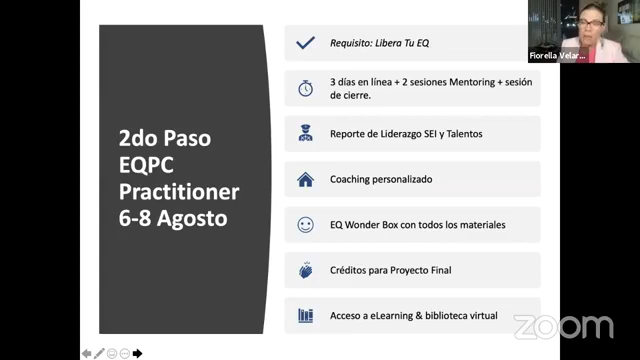 2do Paso
EQPC
Practitioner
6-8 Agosto
Requisito: Libera Tu EQ
3 días en línea + 2 sesiones Mentoring + sesión
de cierre.
Reporte de Liderazgo SEI y Talentos
Coaching personalizado
EQ Wonder Box con todos los materiales
Créditos para Proyecto Final
Acceso a eLearning & biblioteca virtual
Fiorella Velar...
zoom